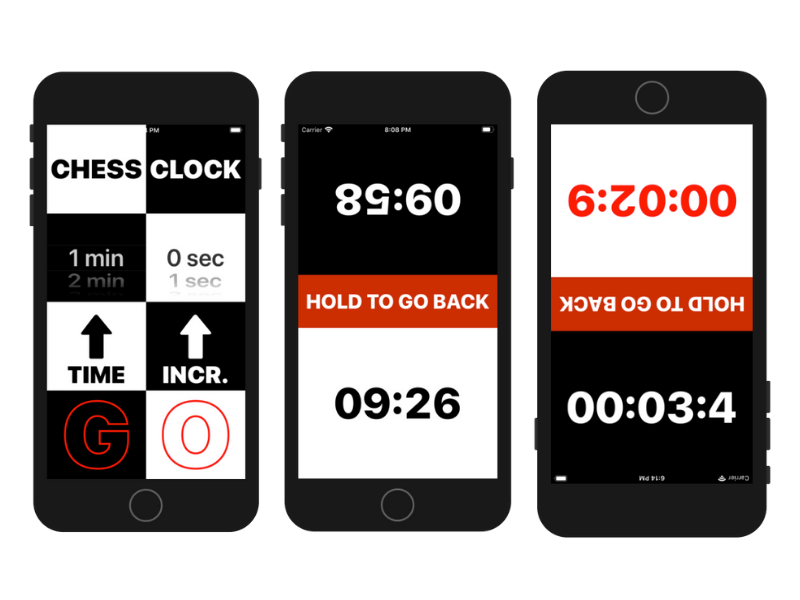 PM
CHESS CLOCK
1 min 0 sec
2 min 1 sec
TIME INCR.
GO
Carrier 8:08 PM
09:58
HOLD TO GO BACK
09:26
00:02:9
HOLD TO GO BACK
00:03:4
Carrier 6:14 PM